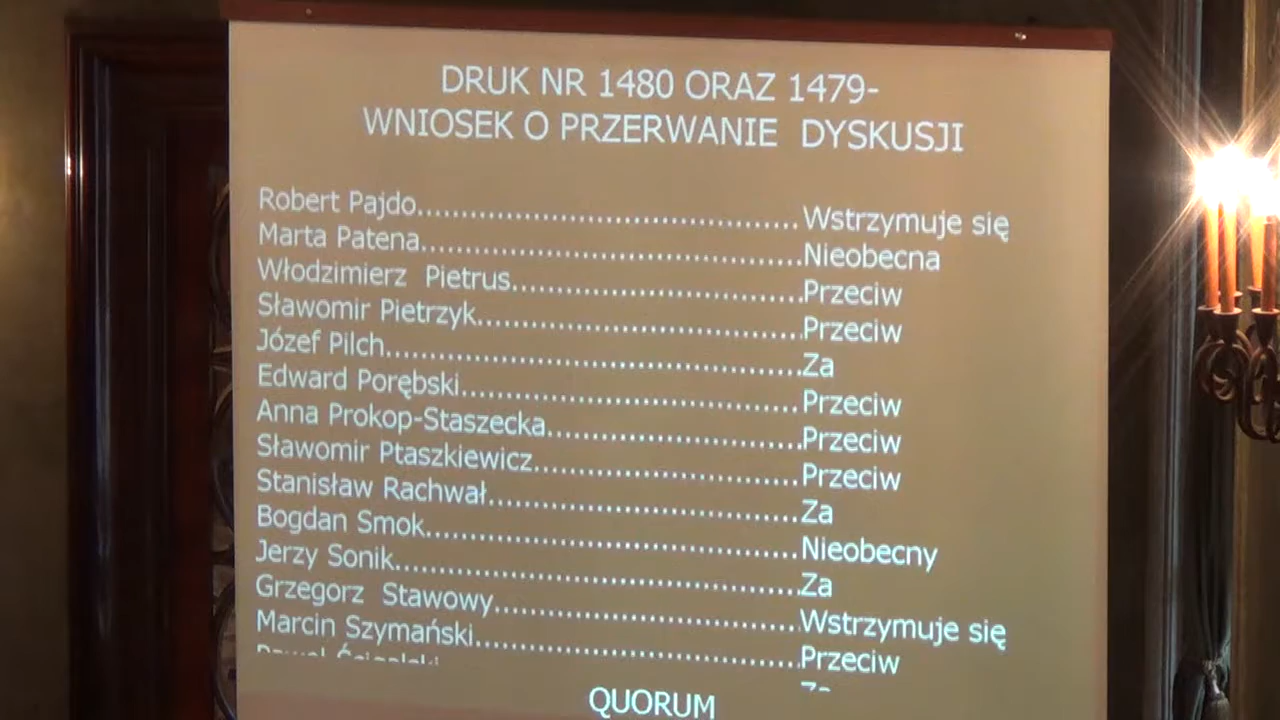 DRUK NR 1480 ORAZ 1479-
WNIOSEK O PRZERWANIE DYSKUSJI
Robert Pajdo........................................Wstrzymuje się
Marta Patena........................................Nieobecna
Włodzimierz Pietrus..............................Przeciw
Sławomir Pietrzyk..................................Przeciw
Józef Pilch............................................Za
Edward Porębski...................................Przeciw
Anna Prokop-Staszecka..........................Przeciw
Sławomir Ptaszkiewicz...........................Przeciw
Stanisław Rachwał.................................Za
Bogdan Smok.......................................Nieobecny
Jerzy Sonik...........................................Za
Grzegorz Stawowy................................Wstrzymuje się
Marcin Szymański..................................Przeciw
QUORUM